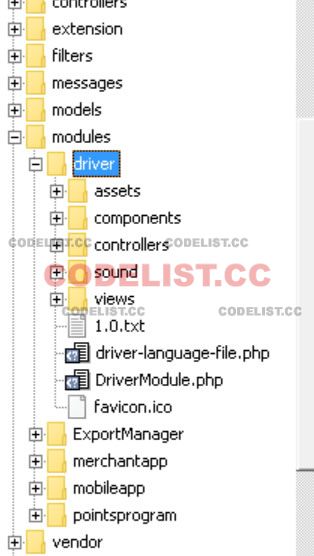 controllers
extension
filters
messages
models
modules
driver
assets
components
CODELIST.CC controllers CODELIST.CC
CODELIST.CC
sound
views
CODELIST.CC CODELIST.CC
1.0.txt
driver-language-file.php
DriverModule.php
favicon.ico
ExportManager
merchantapp
mobileapp
pointsprogram
vendor